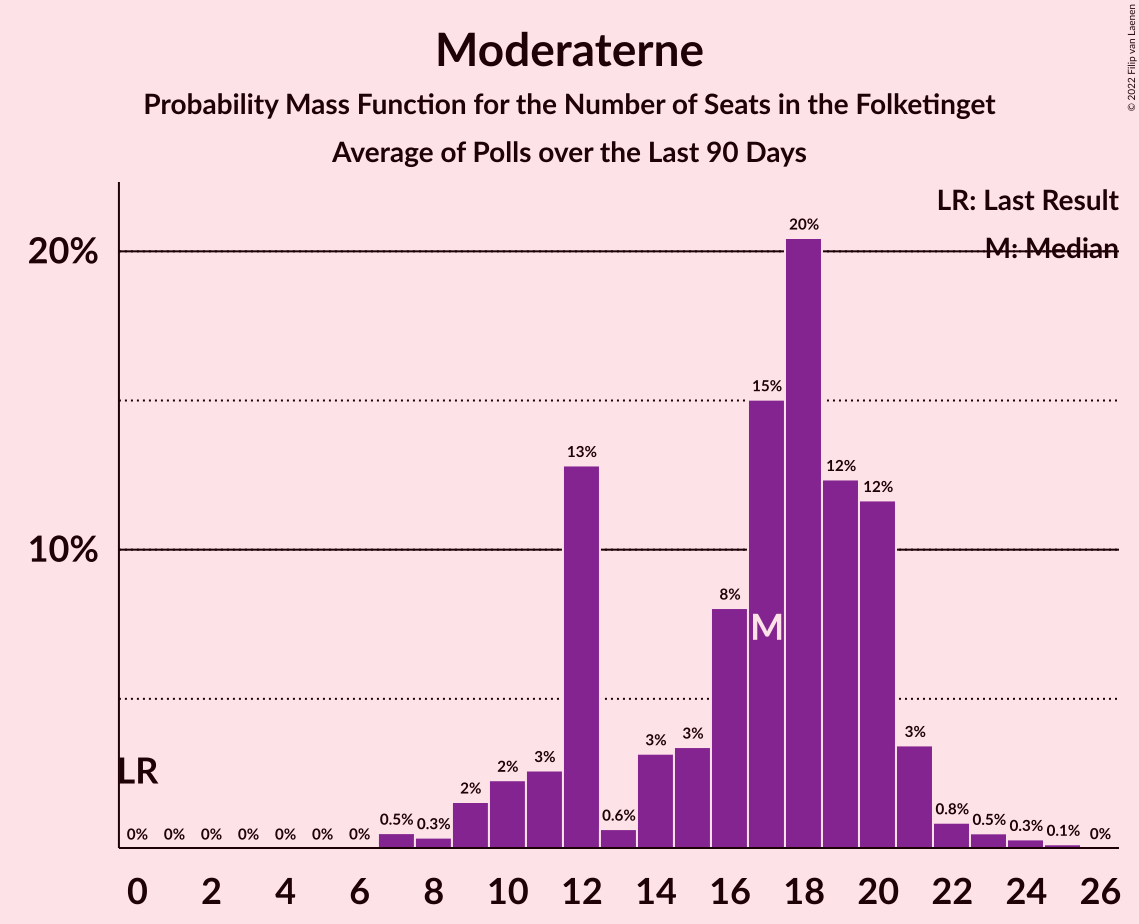 Moderaterne
Probability Mass Function for the Number of Seats in the Folketinget
Average of Polls over the Last 90 Days
© 2022 Filip van Laenen
LR: Last Result
M: Median
20%
10%
0% 0% 0% 0% 0% 0% 0% 0.5% 0.3% 2% 2% 3% 13% 0.6% 3% 3% 8% 15% 20% 12% 12% 3% 0.8% 0.5% 0.3% 0.1% 0%
LR
M
0 2 4 6 8 10 12 14 16 18 20 22 24 26